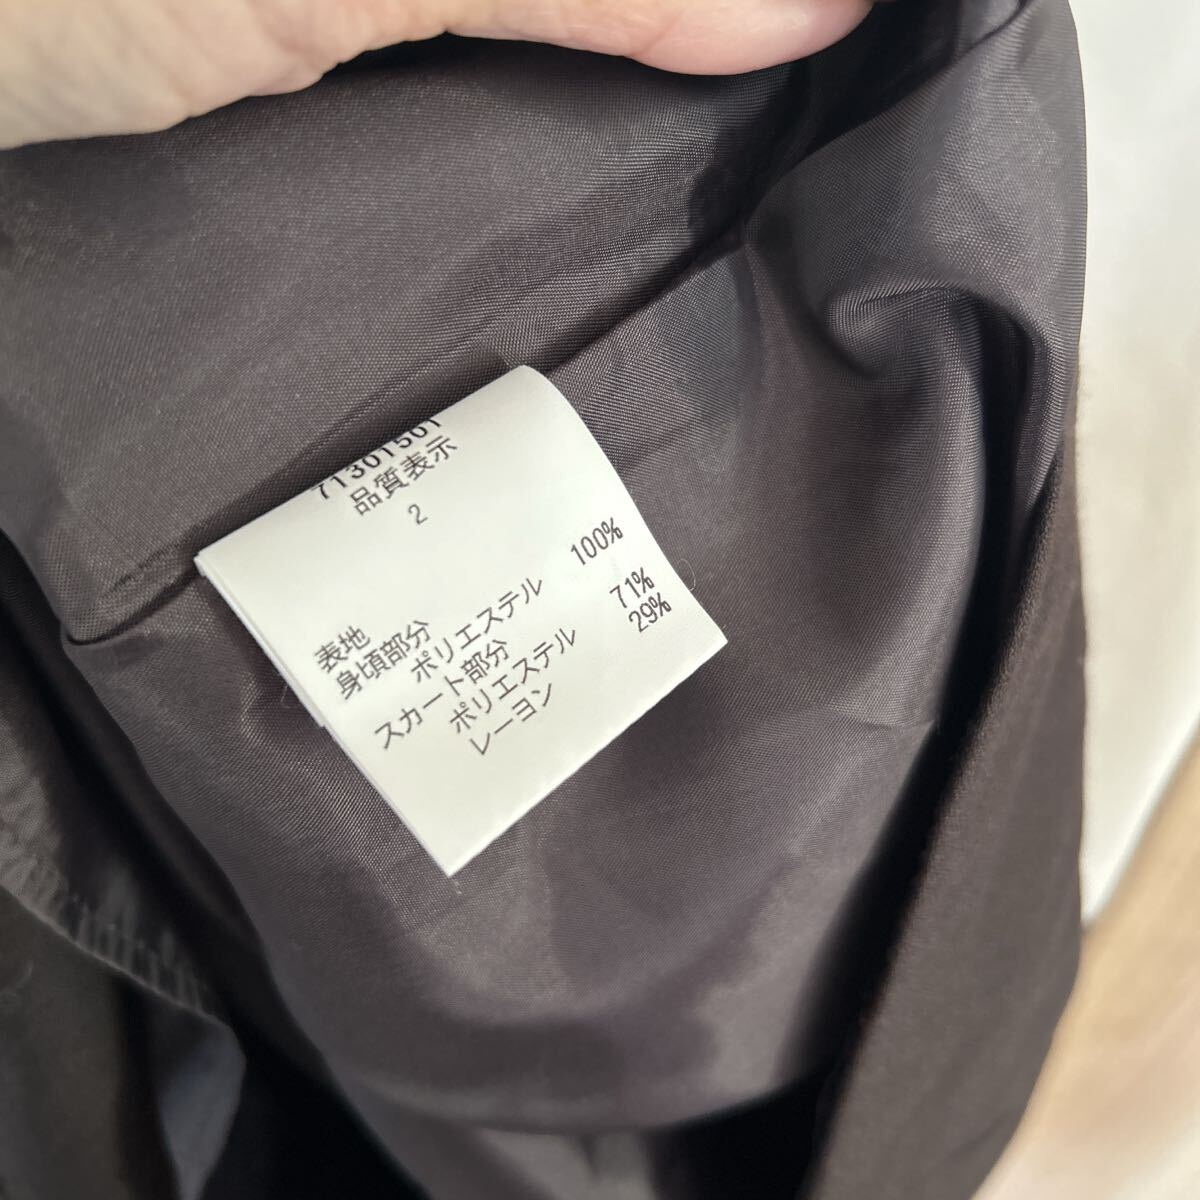 71301501
品質表示
2
表地
身頃部分
ポリエステル 100%
スカート部分
ポリエステル 71%
レーヨン 29%